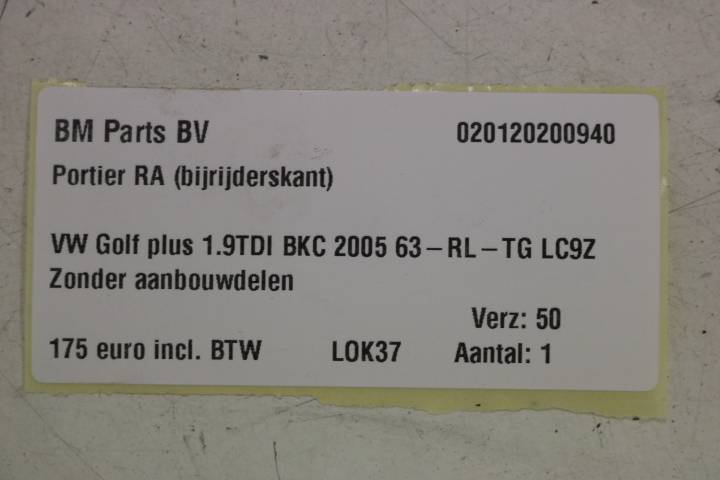 BM Parts BV 020120200940
Portier RA (bijrijderskant)
VW Golf plus 1.9TDI BKC 2005 63-RL-TG LC9Z
Zonder aanbouwdelen
Verz: 50
175 euro incl. BTW LOK37 Aantal: 1